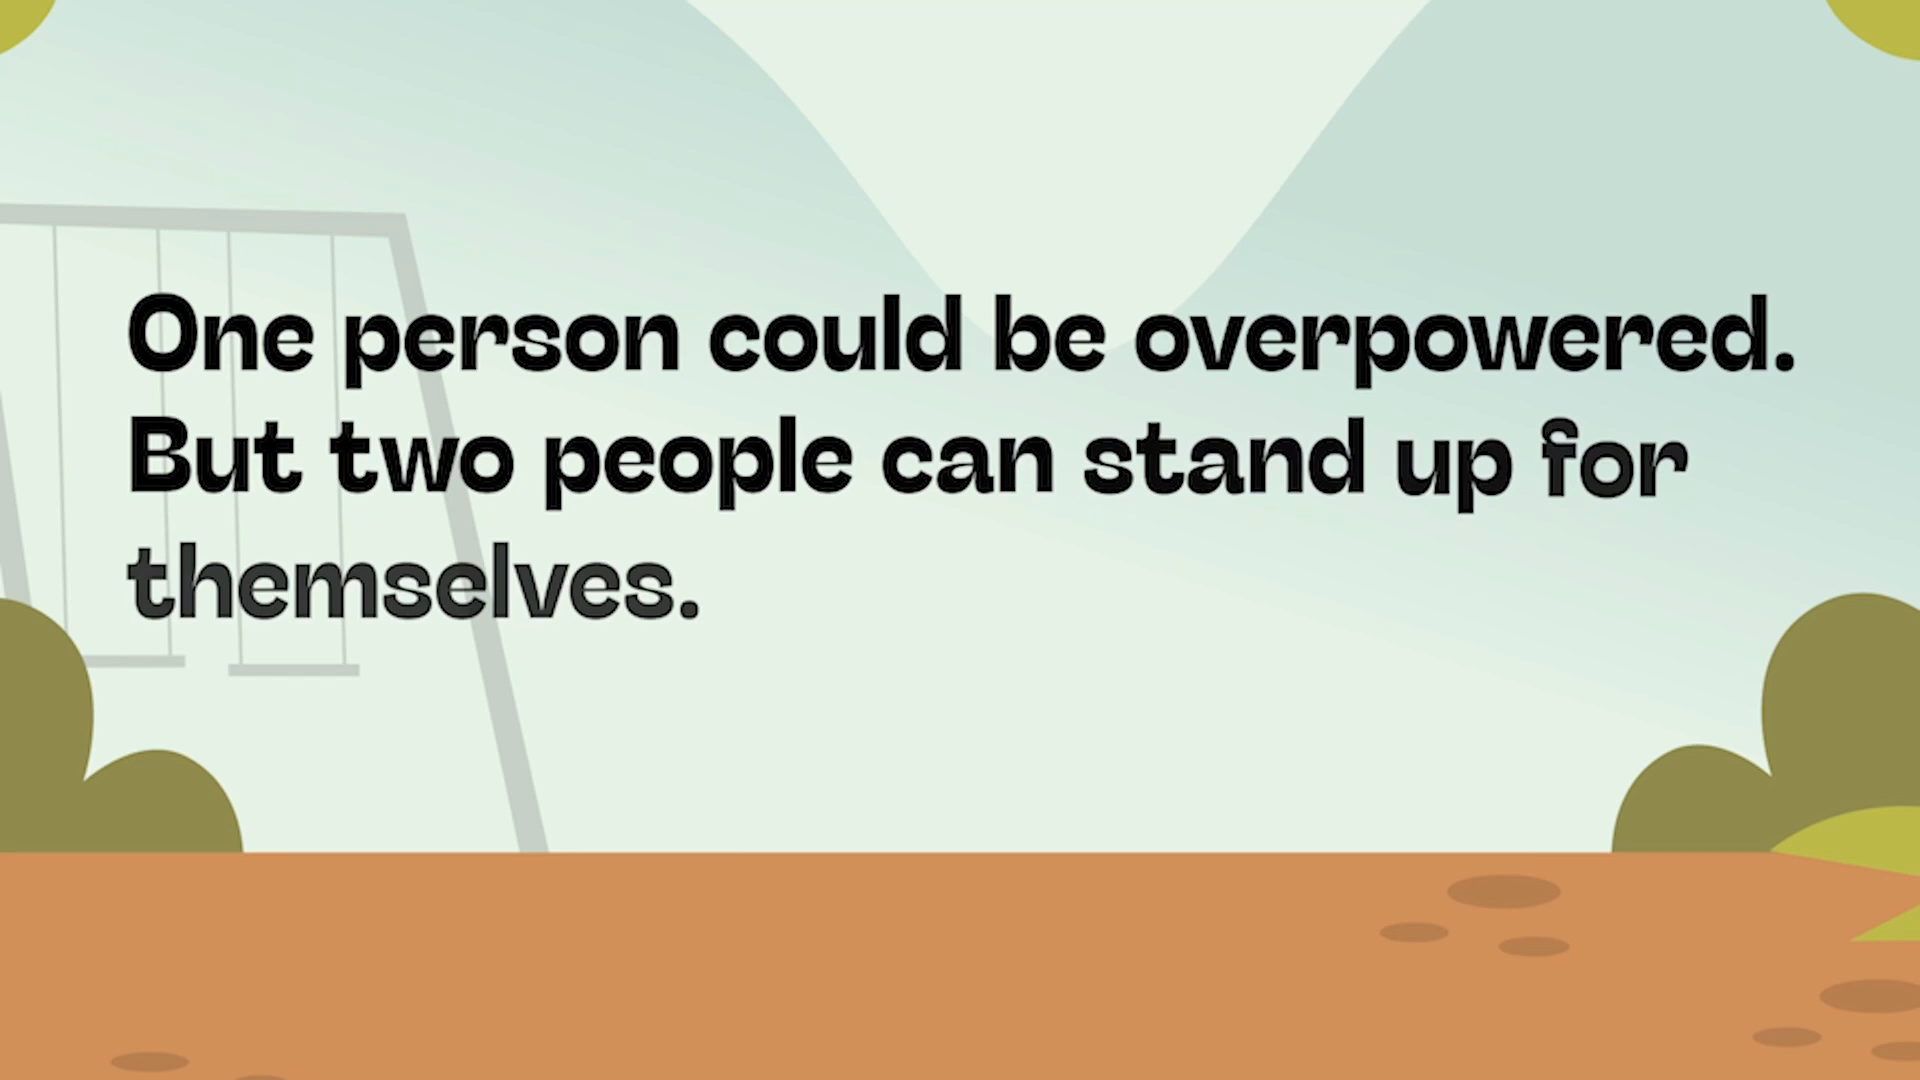 One person could be overpowered.
But two people can stand up for
themselves.